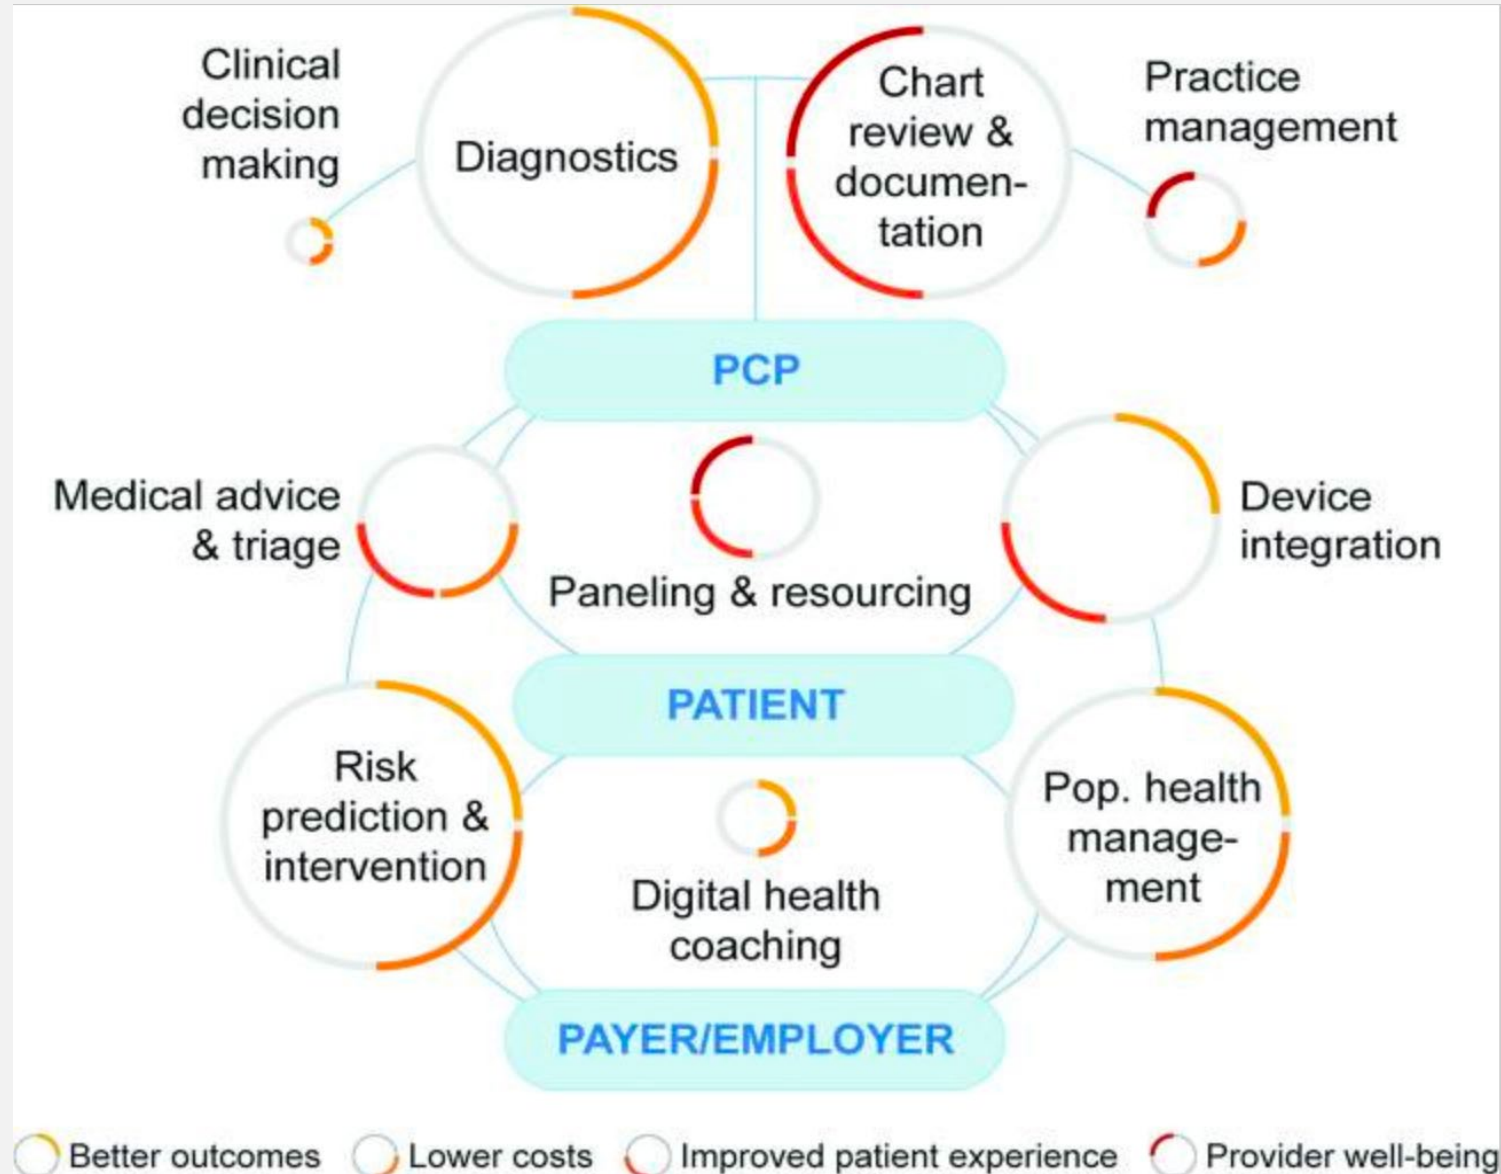 Clinical
decision
making
Diagnostics
Chart
review &
documen-
tation
Practice
management
PCP
Medical advice
& triage
Paneling & resourcing
Device
integration
PATIENT
Risk
prediction &
intervention
Digital health
coaching
Pop. health
manage-
ment
PAYER/EMPLOYER
Better outcomes Lower costs Improved patient experience Provider well-being